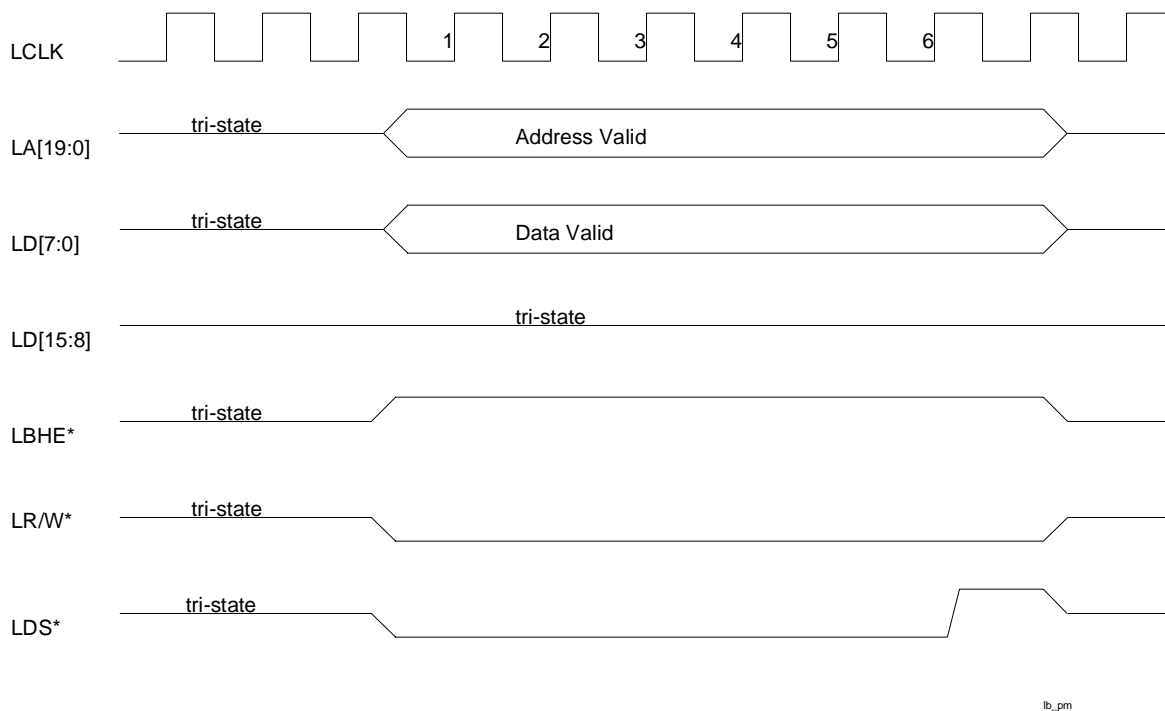 LCLK 1 2 3 4 5 6
LA[19:0] tri-state Address Valid
LD[7:0] tri-state Data Valid
LD[15:8] tri-state
LBHE* tri-state
LR/W* tri-state
LDS* tri-state
lb_pm